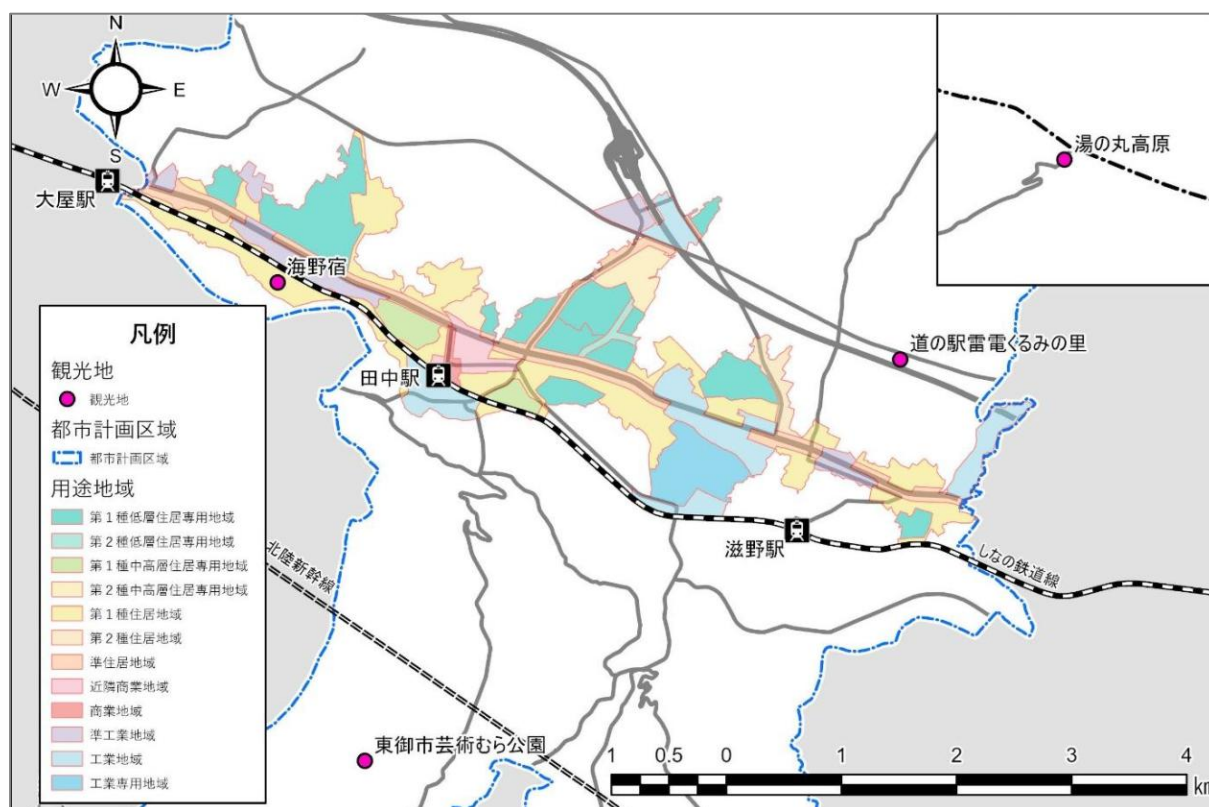 N
W
E
S
大屋駅
海野宿
田中駅
滋野駅
道の駅雷電くるみの里
湯の丸高原
北陸新幹線
しなの鉄道線
東御市芸術むら公園
凡例
観光地
観光地
都市計画区域
都市計画区域
用途地域
第1種低層住居専用地域
第2種低層住居専用地域
第1種中高層住居専用地域
第2種中高層住居専用地域
第1種住居地域
第2種住居地域
準住居地域
近隣商業地域
商業地域
準工業地域
工業地域
工業専用地域
1 0.5 0 1 2 3 4
km